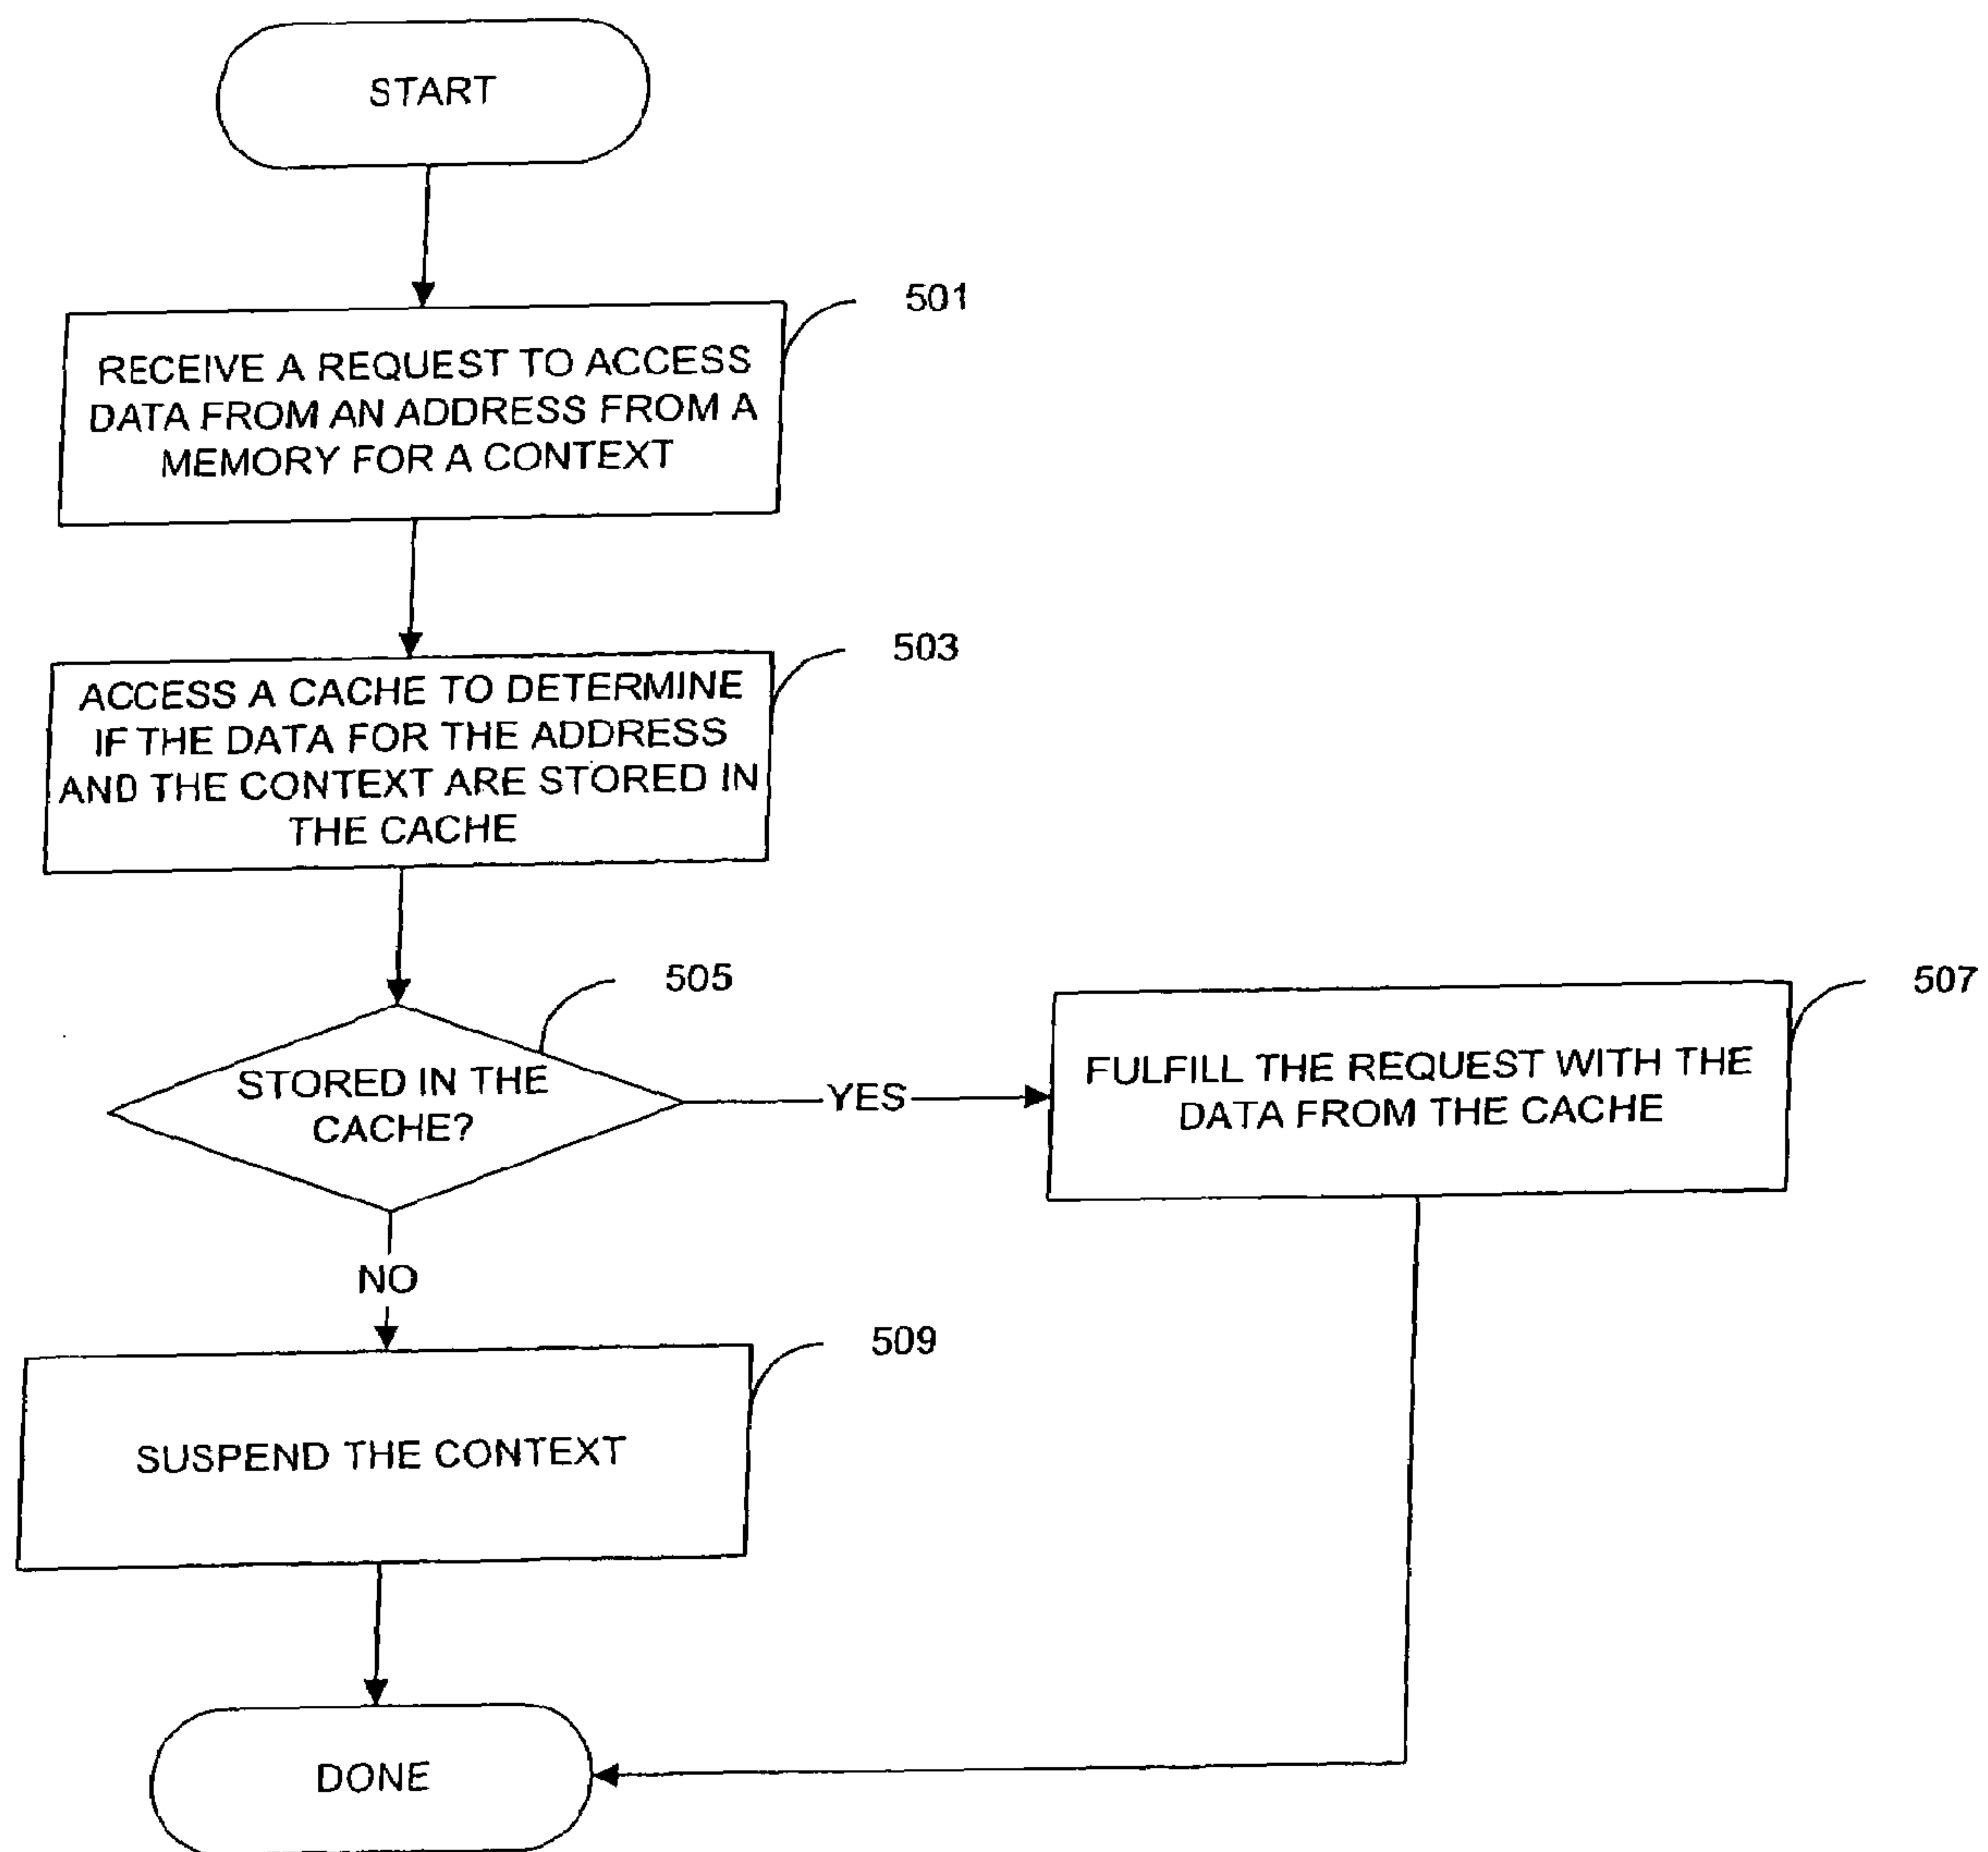 START
501
RECEIVE A REQUEST TO ACCESS
DATA FROM AN ADDRESS FROM A
MEMORY FOR A CONTEXT
503
ACCESS A CACHE TO DETERMINE
IF THE DATA FOR THE ADDRESS
AND THE CONTEXT ARE STORED IN
THE CACHE
505
STORED IN THE
CACHE?
YES
507
FULFILL THE REQUEST WITH THE
DATA FROM THE CACHE
NO
509
SUSPEND THE CONTEXT
DONE